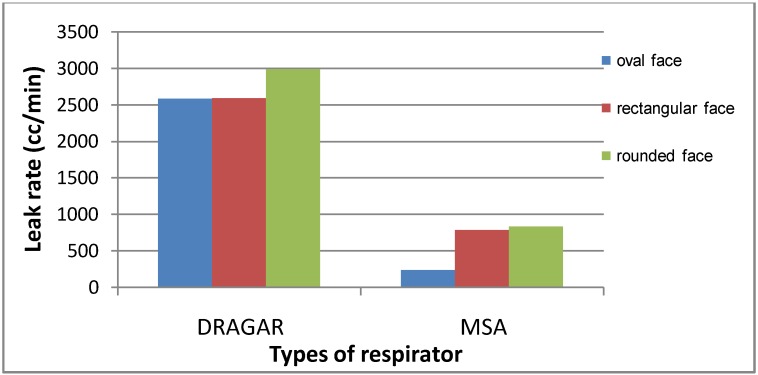 3500
3000
2500
2000
1500
1000
500
0
Leak rate (cc/min)
DRAGAR
MSA
Types of respirator
oval face
rectangular face
rounded face